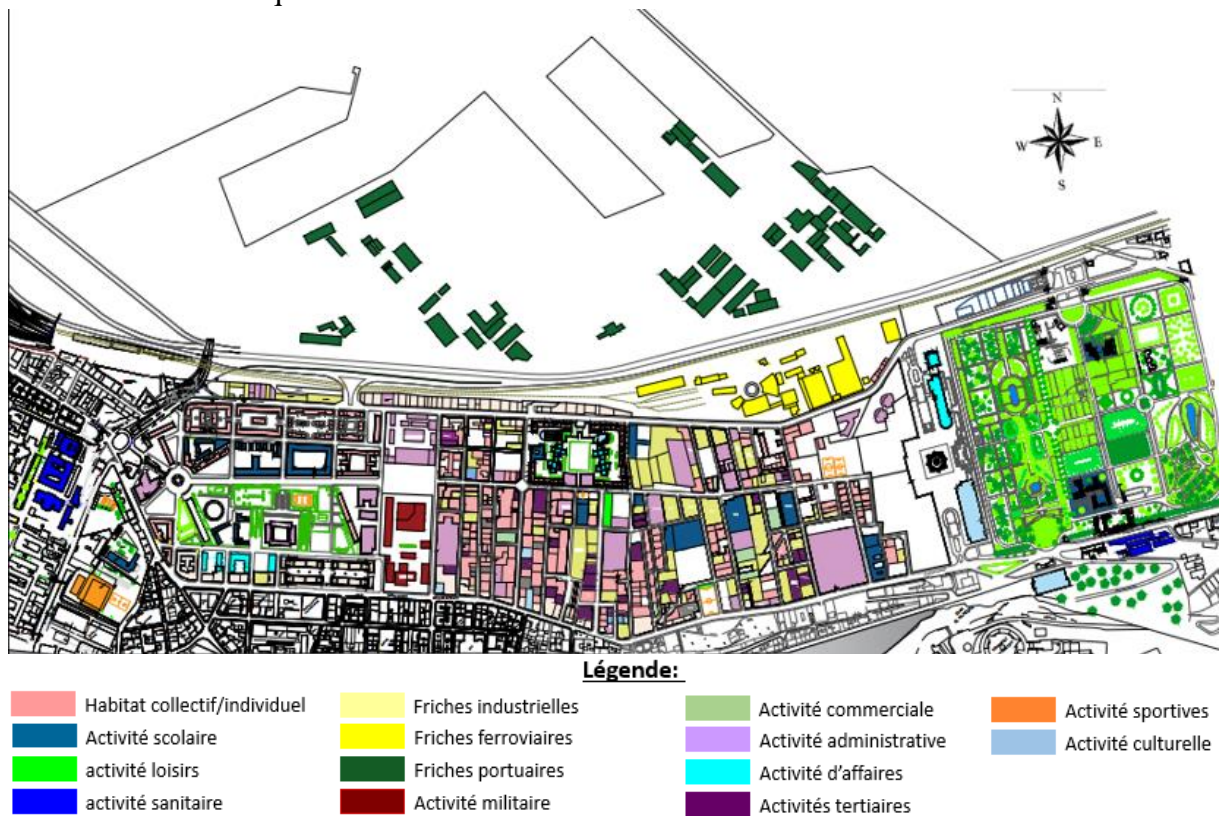 N
W E
S
Légende:
Habitat collectif/individuel
Activité scolaire
activité loisirs
activité sanitaire
Friches industrielles
Friches ferroviaires
Friches portuaires
Activité militaire
Activité commerciale
Activité administrative
Activité d'affaires
Activités tertiaires
Activité sportives
Activité culturelle